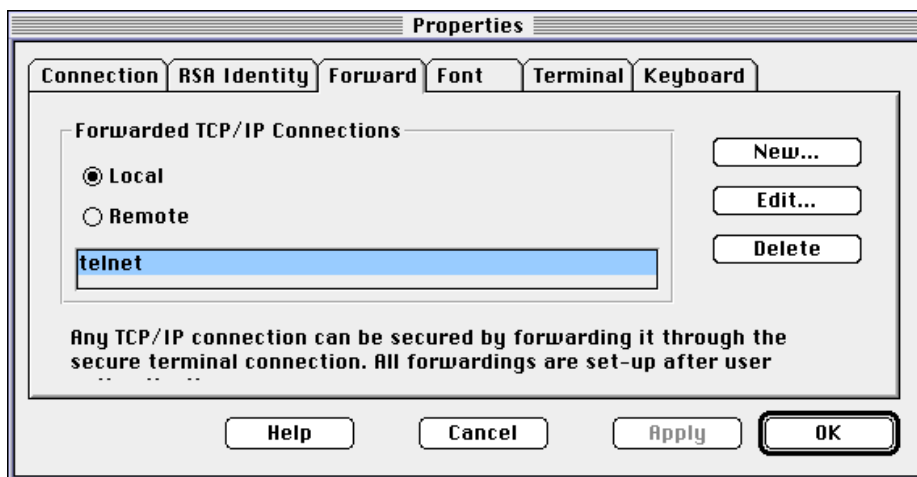 Properties
Connection RSA Identity Forward Font Terminal Keyboard
Forwarded TCP/IP Connections
Local
Remote
telnet
New...
Edit...
Delete
Any TCP/IP connection can be secured by forwarding it through the
secure terminal connection. All forwardings are set-up after user
Help Cancel Apply OK